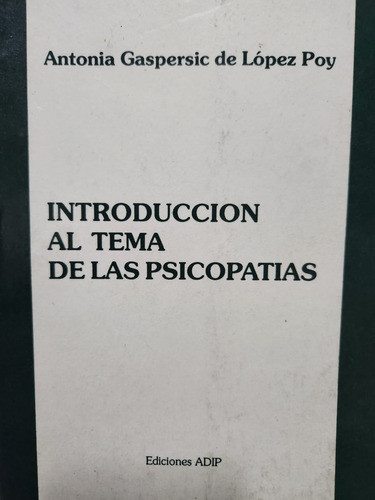 Antonia Gaspersic de López Poy
INTRODUCCION
AL TEMA
DE LAS PSICOPATIAS
Ediciones ADIP